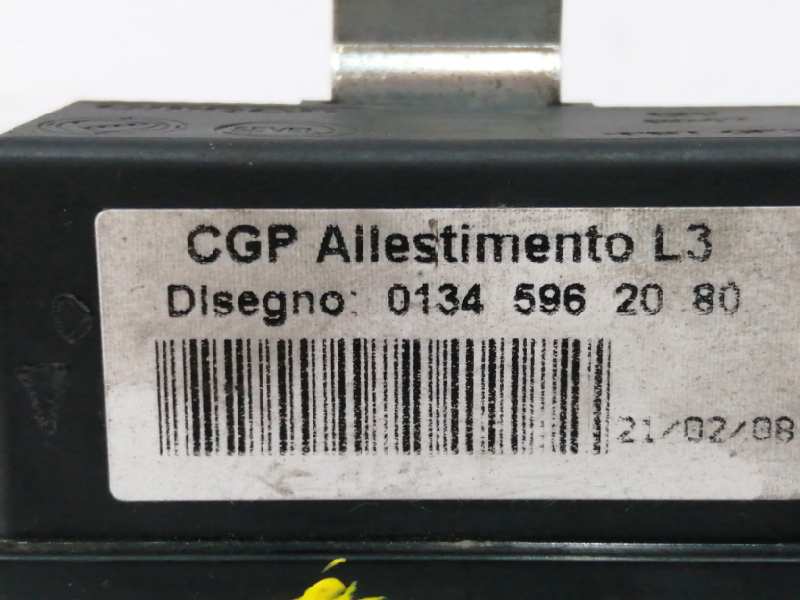 CGP Allestimento L3
Disegno: 0134 596 20 80
21/02/08